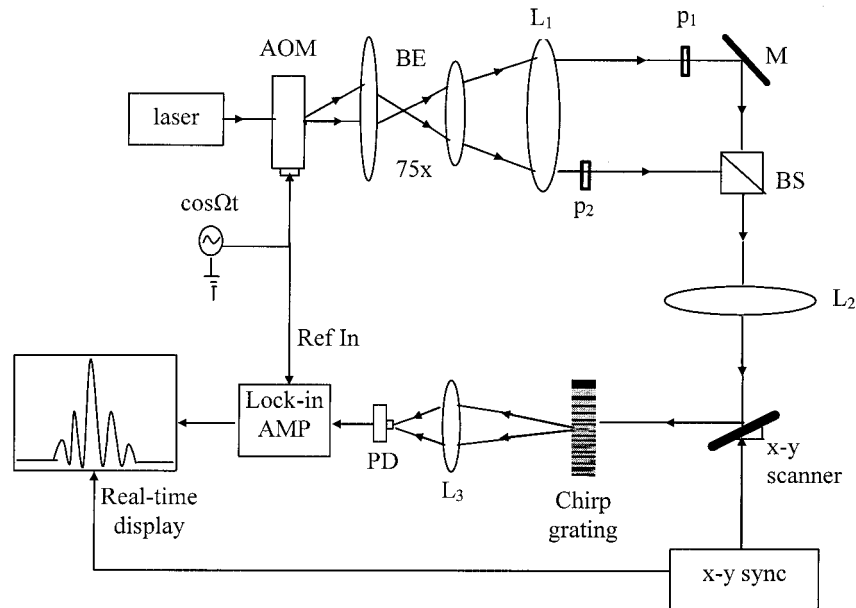 L₁
p₁
AOM
BE
M
laser
75x
p₂
BS
cosΩt
L₂
Ref In
Lock-in
AMP
PD
L₃
Chirp
grating
x-y
scanner
Real-time
display
x-y sync